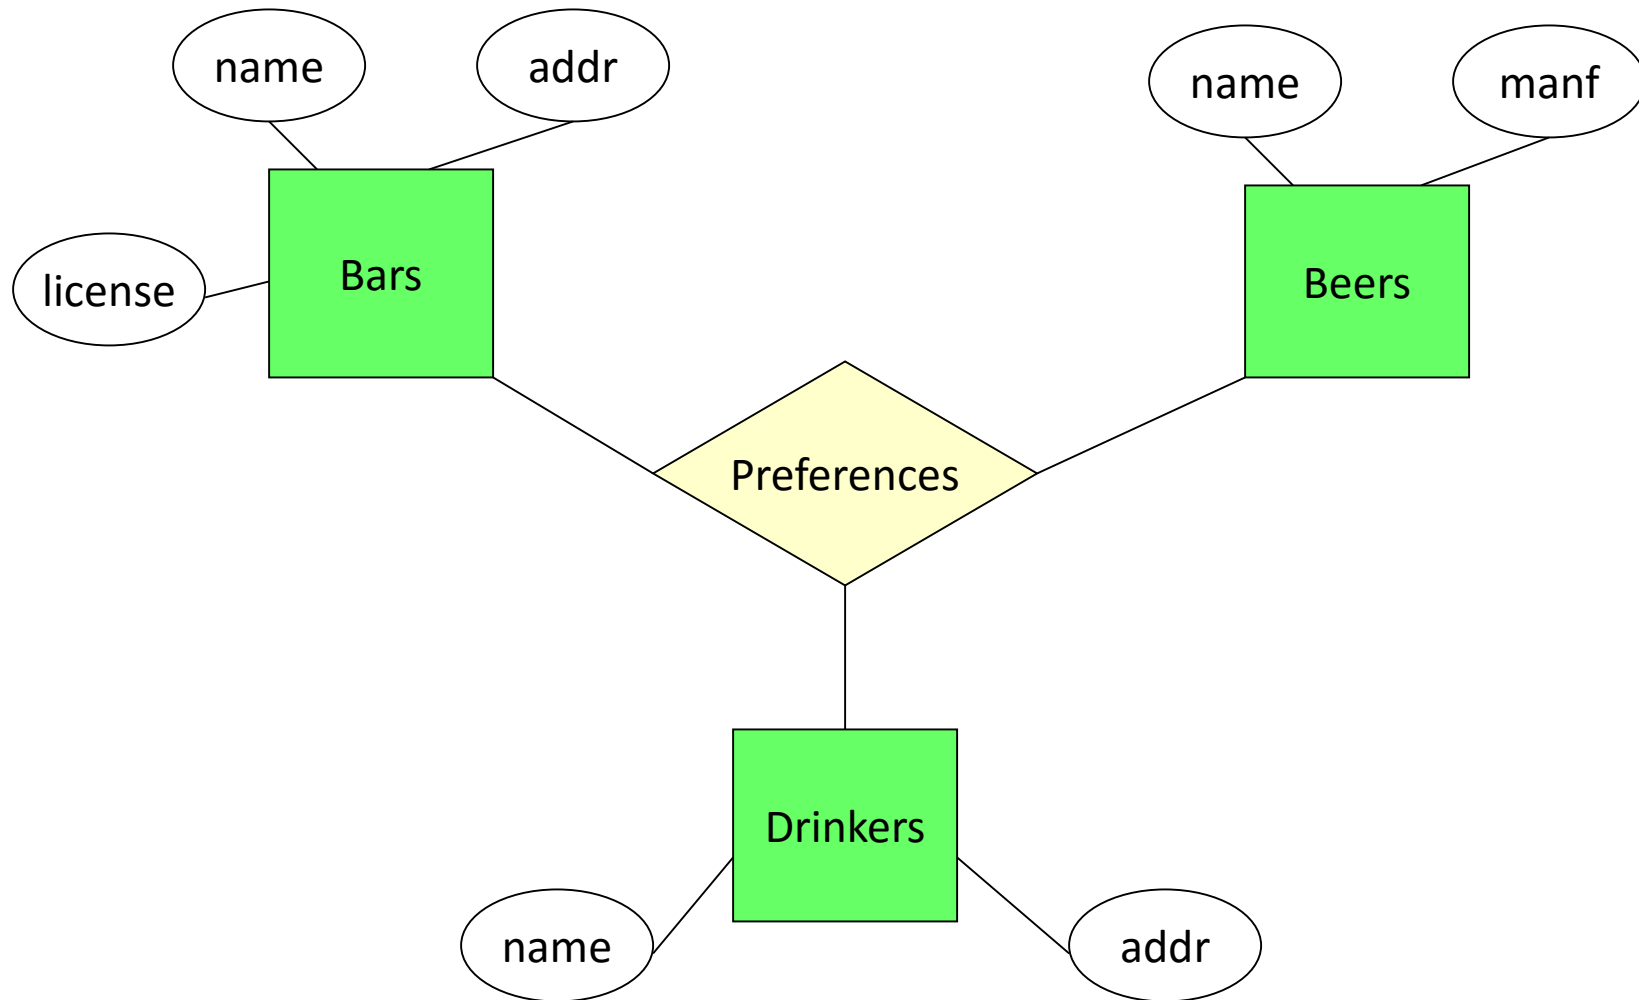 name
addr
name
manf
license
Bars
Beers
Preferences
Drinkers
name
addr